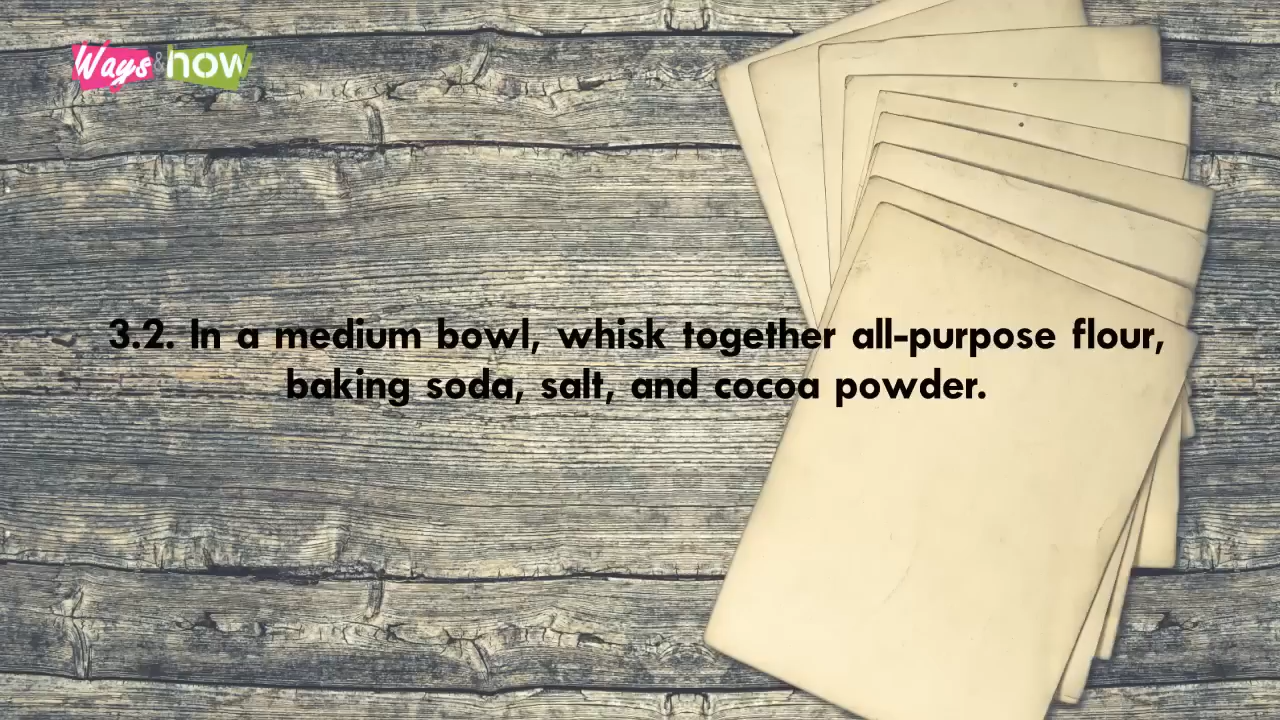 Ways & how
3.2. In a medium bowl, whisk together all-purpose flour,
baking soda, salt, and cocoa powder.